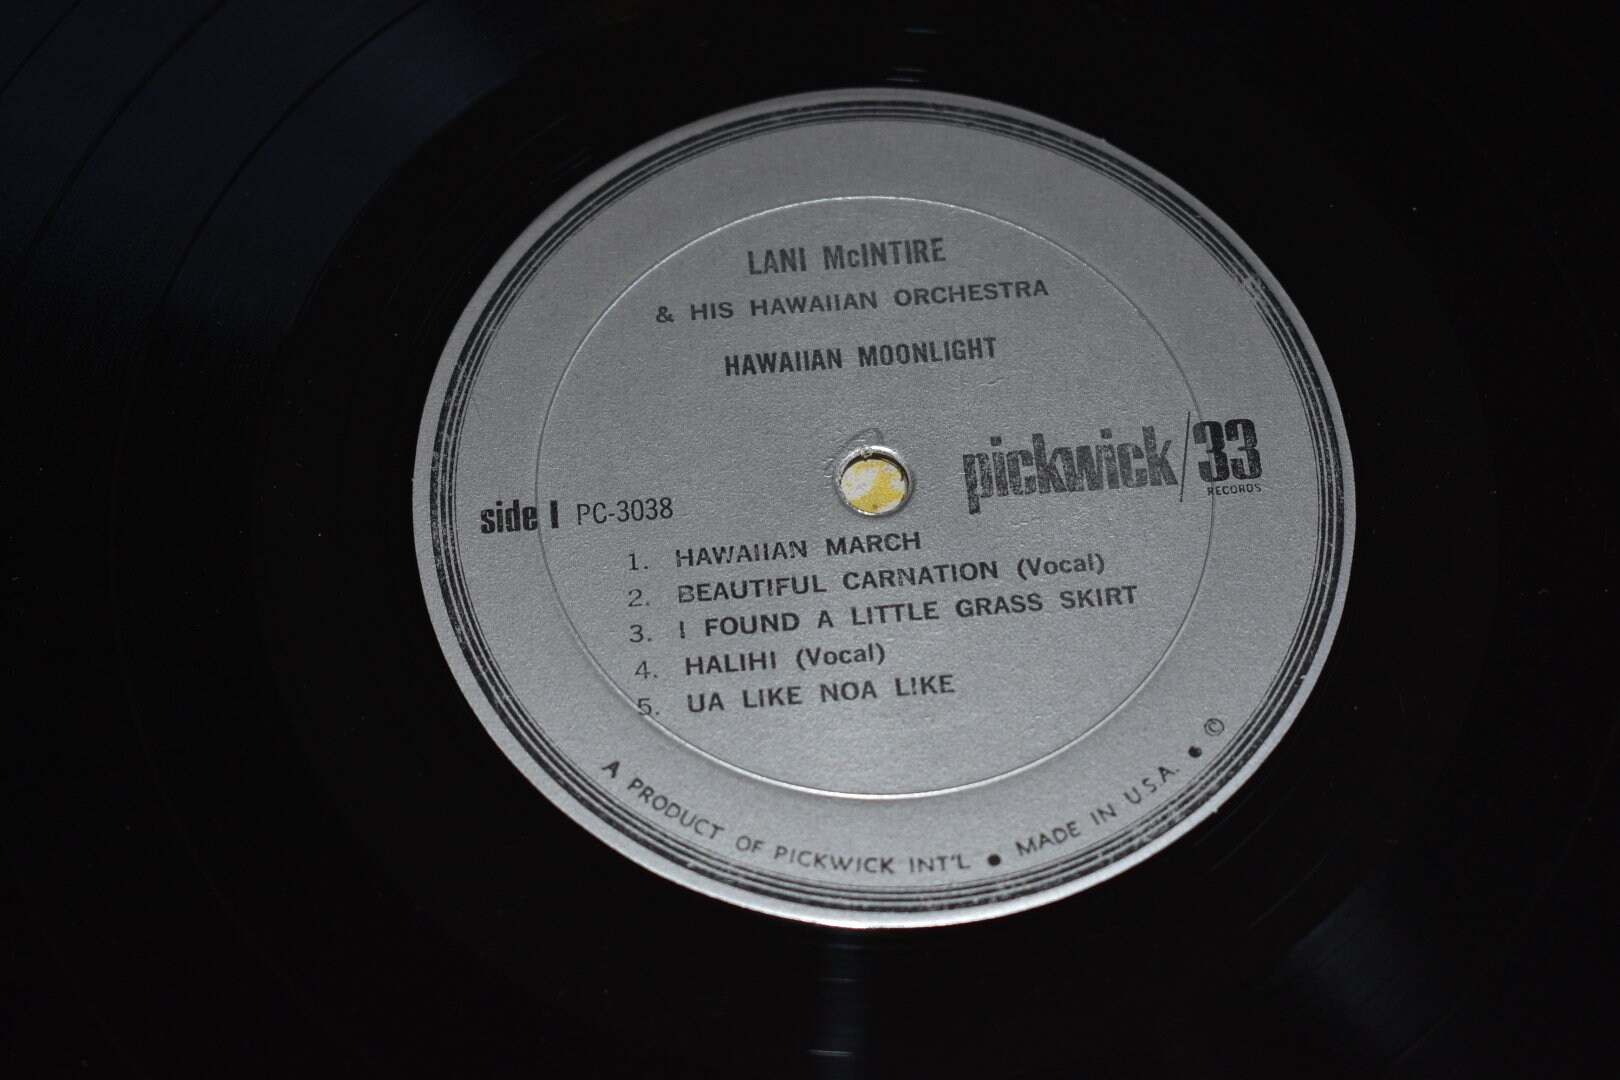 LANI McINTIRE
& HIS HAWAIIAN ORCHESTRA
HAWAIIAN MOONLIGHT
pickwick/33
RECORDS
side I PC-3038
1. HAWAIIAN MARCH
2. BEAUTIFUL CARNATION (Vocal)
3. I FOUND A LITTLE GRASS SKIRT
4. HALIHI (Vocal)
5. UA LIKE NOA LIKE
A PRODUCT OF PICKWICK INT'L • MADE IN U.S.A. • ©